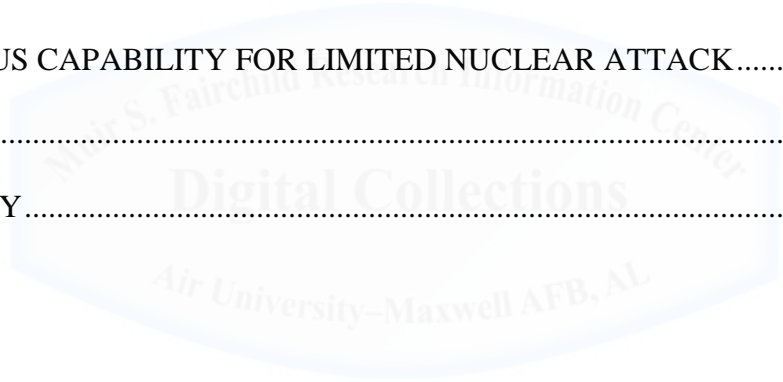 US CAPABILITY FOR LIMITED NUCLEAR ATTACK......
Muir S. Fairchild Research Information Center
................................................................................................
Digital Collections
Y................................................................................................
Air University–Maxwell AFB, AL